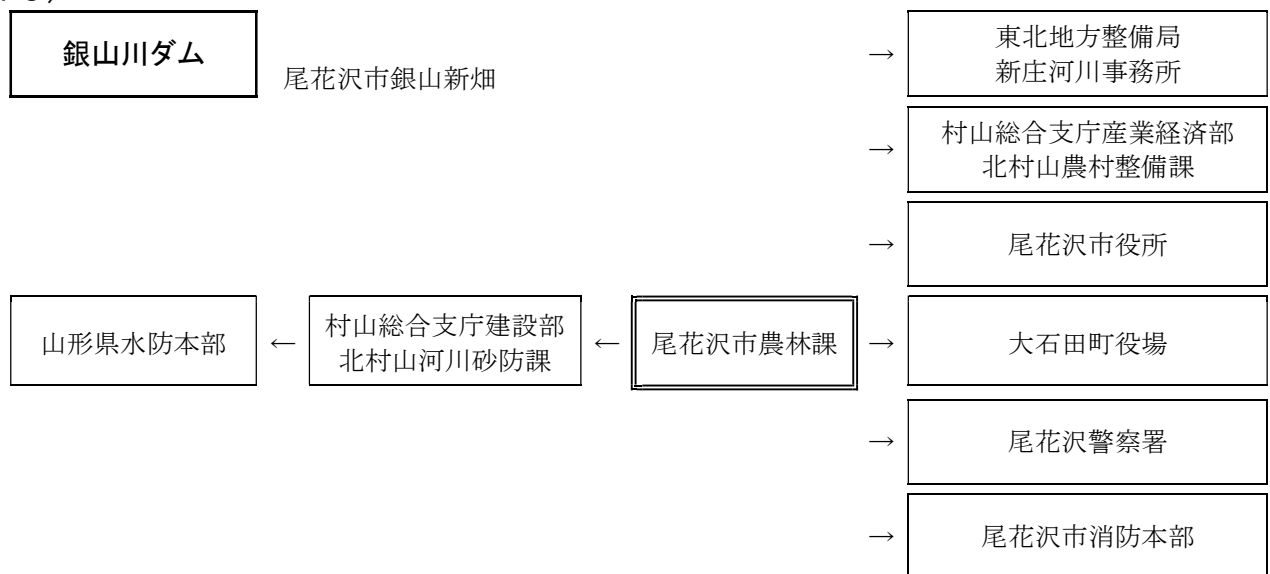 銀山川ダム
尾花沢市銀山新畑
→
東北地方整備局
新庄河川事務所
→
村山総合支庁産業経済部
北村山農村整備課
→
尾花沢市役所
山形県水防本部
←
村山総合支庁建設部
北村山河川砂防課
←
尾花沢市農林課
→
大石田町役場
→
尾花沢警察署
→
尾花沢市消防本部